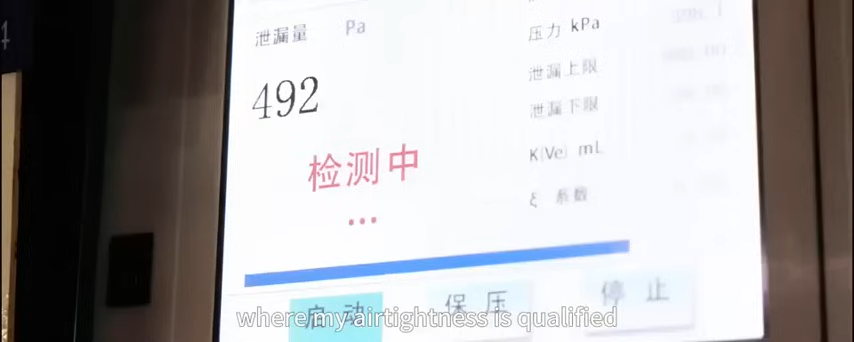 泄漏量 Pa
492
检测中
...
压力 kPa
泄漏上限
泄漏下限
K(Ve) mL
ξ 系数
启动 保压 停止
where my airtightness is qualified